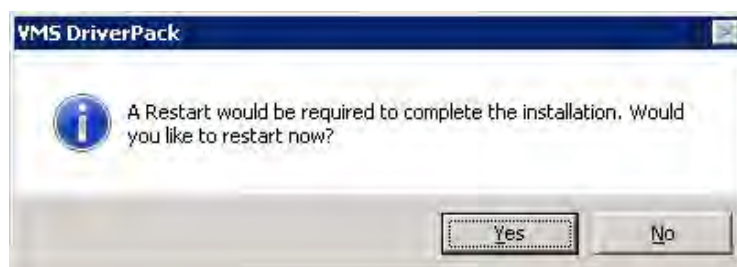 VMS DriverPack
A Restart would be required to complete the installation. Would
you like to restart now?
Yes
No